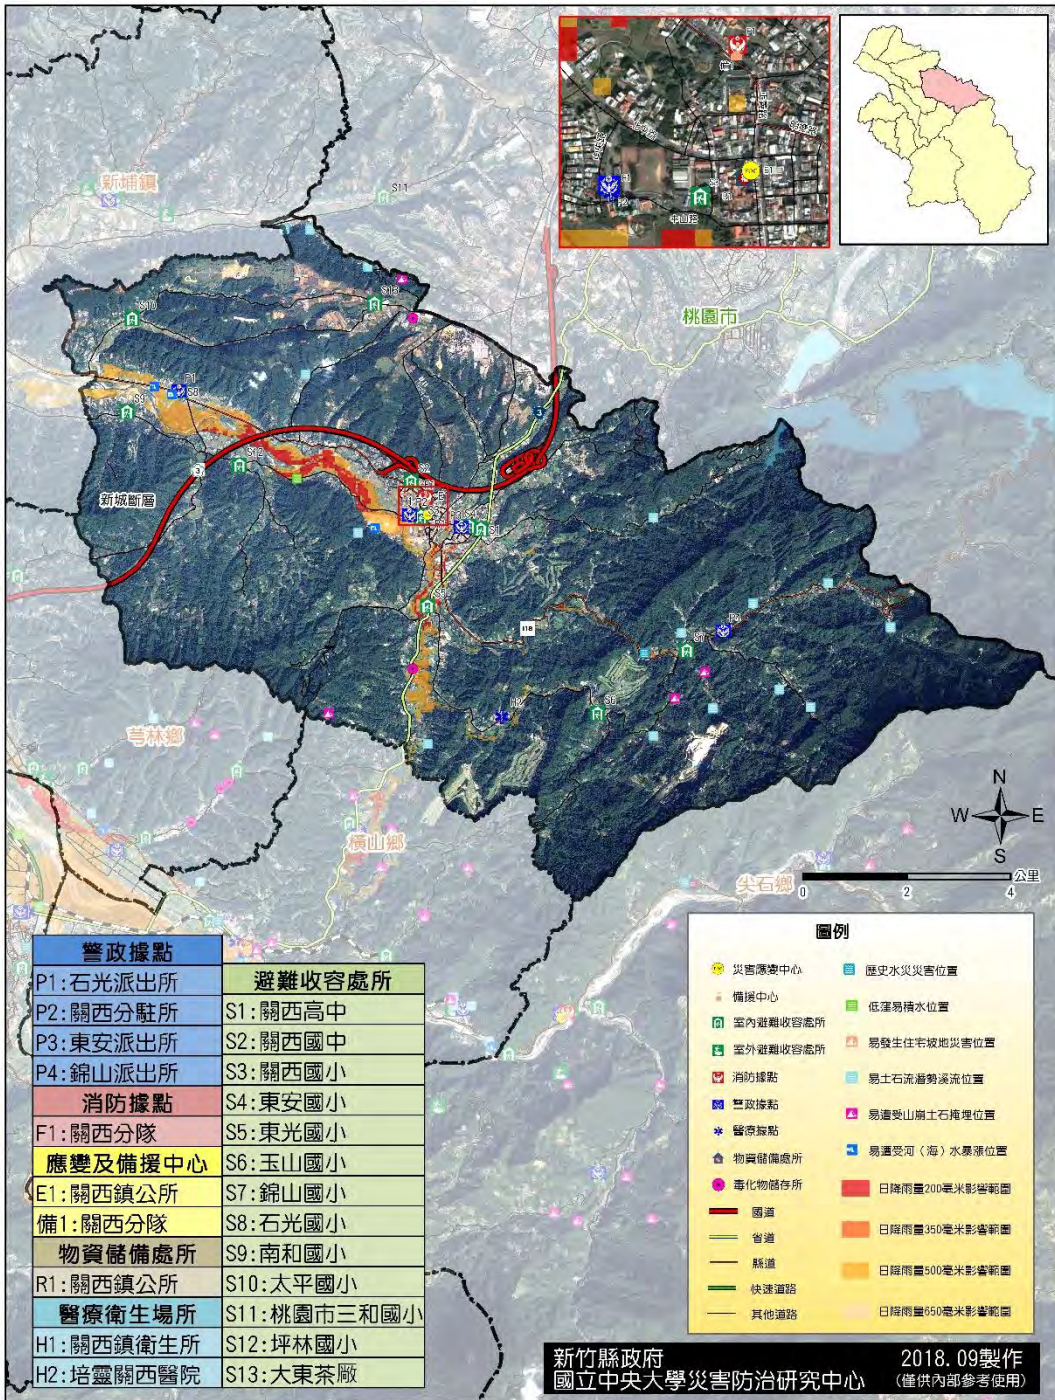 新埔鎮
S11
桃園市
S13
S10
P1
S8
S9
S12
3
3
S2
新城斷層
S1
S5
118
P4
S7
H2
S6
芎林鄉
橫山鄉
尖石鄉
F1
E1
P2
中山路
N
W
E
S
公里
0
2
4
警政據點
P1:石光派出所
P2:關西分駐所
P3:東安派出所
P4:錦山派出所
消防據點
F1:關西分隊
應變及備援中心
E1:關西鎮公所
備1:關西分隊
物資儲備處所
R1:關西鎮公所
醫療衛生場所
H1:關西鎮衛生所
H2:培靈關西醫院
避難收容處所
S1:關西高中
S2:關西國中
S3:關西國小
S4:東安國小
S5:東光國小
S6:玉山國小
S7:錦山國小
S8:石光國小
S9:南和國小
S10:太平國小
S11:桃園市三和國小
S12:坪林國小
S13:大東茶廠
圖例
災害應變中心
備援中心
室內避難收容處所
室外避難收容處所
消防據點
警政據點
醫療據點
物資儲備處所
毒化物儲存所
國道
省道
縣道
快速道路
其他道路
歷史水災災害位置
低窪易積水位置
易發生住宅坡地災害位置
易土石流潛勢溪流位置
易遭受山崩土石掩埋位置
易遭受河（海）水暴漲位置
日降雨量200毫米影響範圍
日降雨量350毫米影響範圍
日降雨量500毫米影響範圍
日降雨量650毫米影響範圍
新竹縣政府
國立中央大學災害防治研究中心
2018.09製作
(僅供內部參考使用)